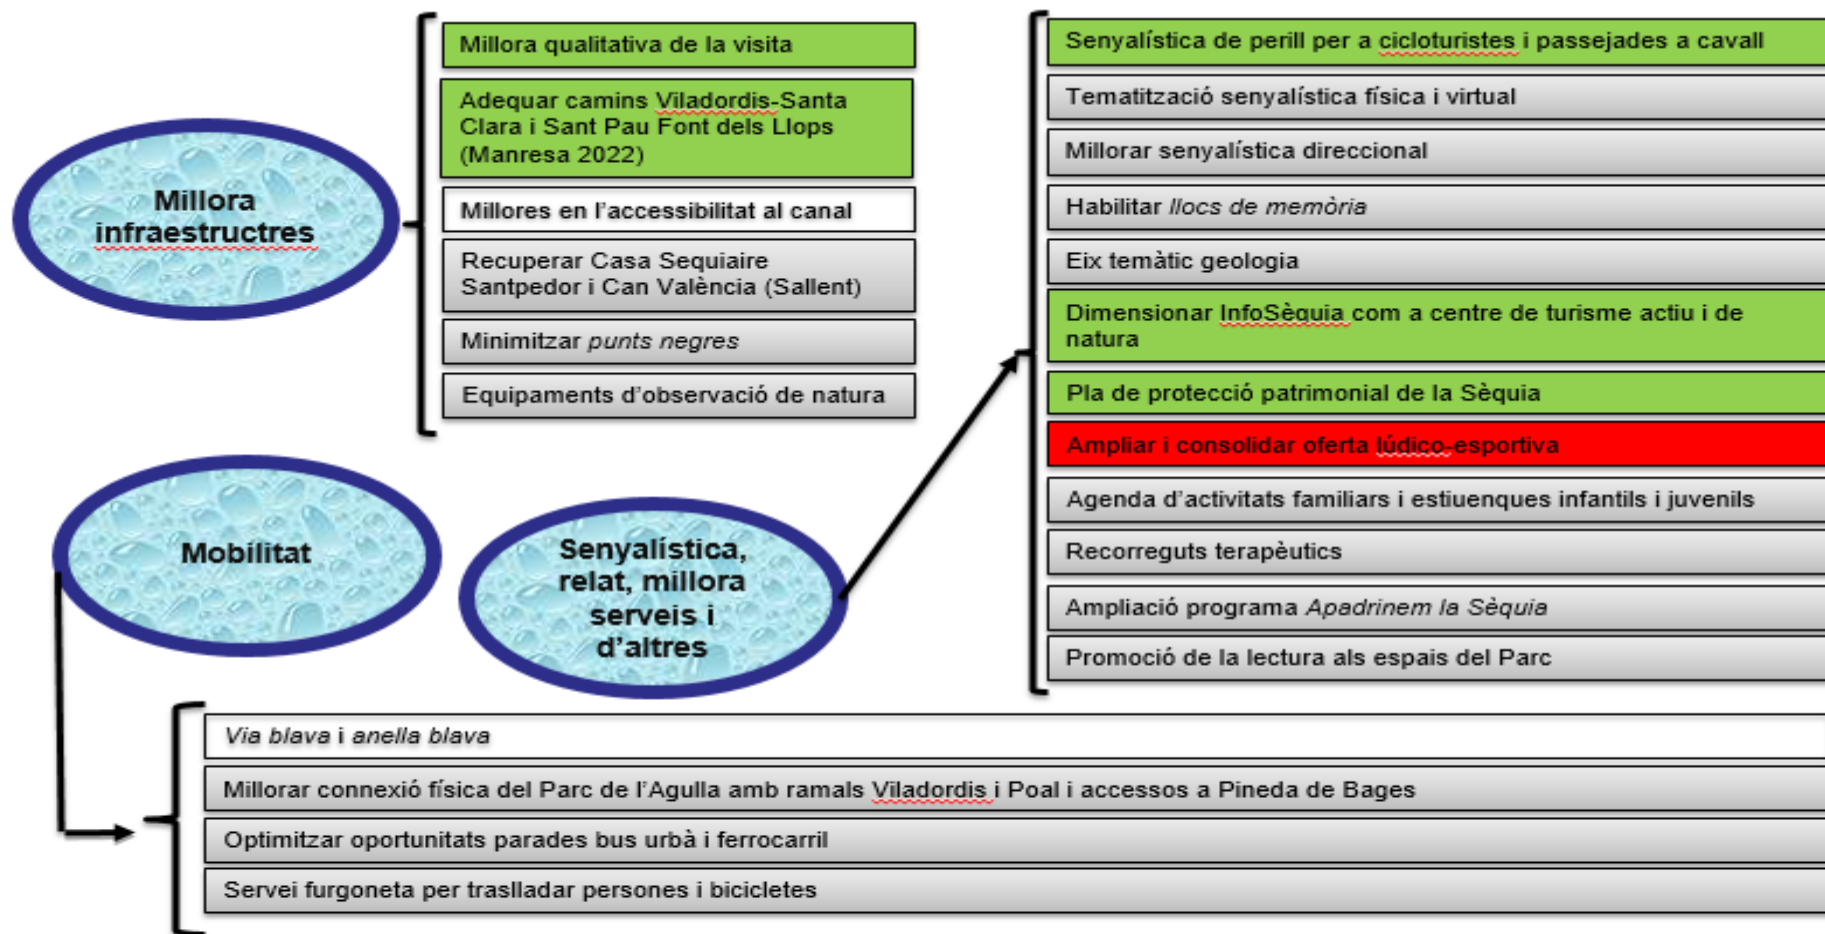 Millora
infraestructres
Millora qualitativa de la visita
Adequar camins Viladordis-Santa
Clara i Sant Pau Font dels Llops
(Manresa 2022)
Millores en l'accessibilitat al canal
Recuperar Casa Sequiaire
Santpedor i Can València (Sallent)
Minimitzar punts negres
Equipaments d'observació de natura
Senyalística,
relat, millora
serveis i
d'altres
Senyalística de perill per a cicloturistes i passejades a cavall
Tematització senyalística física i virtual
Millorar senyalística direccional
Habilitar llocs de memòria
Eix temàtic geologia
Dimensionar InfoSèquia com a centre de turisme actiu i de
natura
Pla de protecció patrimonial de la Sèquia
Ampliar i consolidar oferta lúdico-esportiva
Agenda d'activitats familiars i estiuenques infantils i juvenils
Recorreguts terapèutics
Ampliació programa Apadrinem la Sèquia
Promoció de la lectura als espais del Parc
Mobilitat
Via blava i anella blava
Millorar connexió física del Parc de l'Agulla amb ramals Viladordis i Poal i accessos a Pineda de Bages
Optimitzar oportunitats parades bus urbà i ferrocarril
Servei furgoneta per traslladar persones i bicicletes